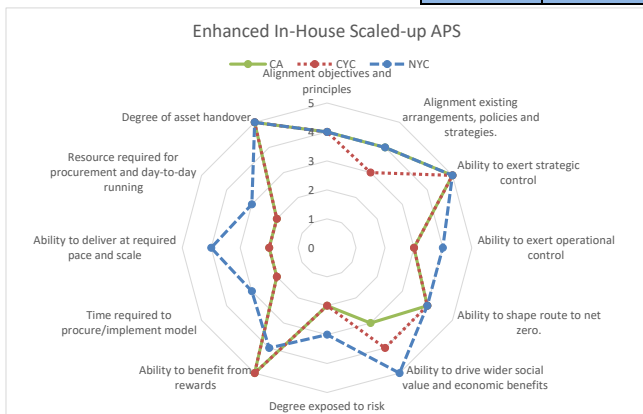 Enhanced In-House Scaled-up APS
CA CYC NYC
Alignment objectives and
principles
Alignment existing
arrangements, policies and
strategies.
Ability to exert strategic
control
Ability to exert operational
control
Ability to shape route to net
zero.
Ability to drive wider social
value and economic benefits
Degree exposed to risk
Ability to benefit from
rewards
Time required to
procure/implement model
Ability to deliver at required
pace and scale
Resource required for
procurement and day-to-day
running
Degree of asset handover
5
4
3
2
1
0